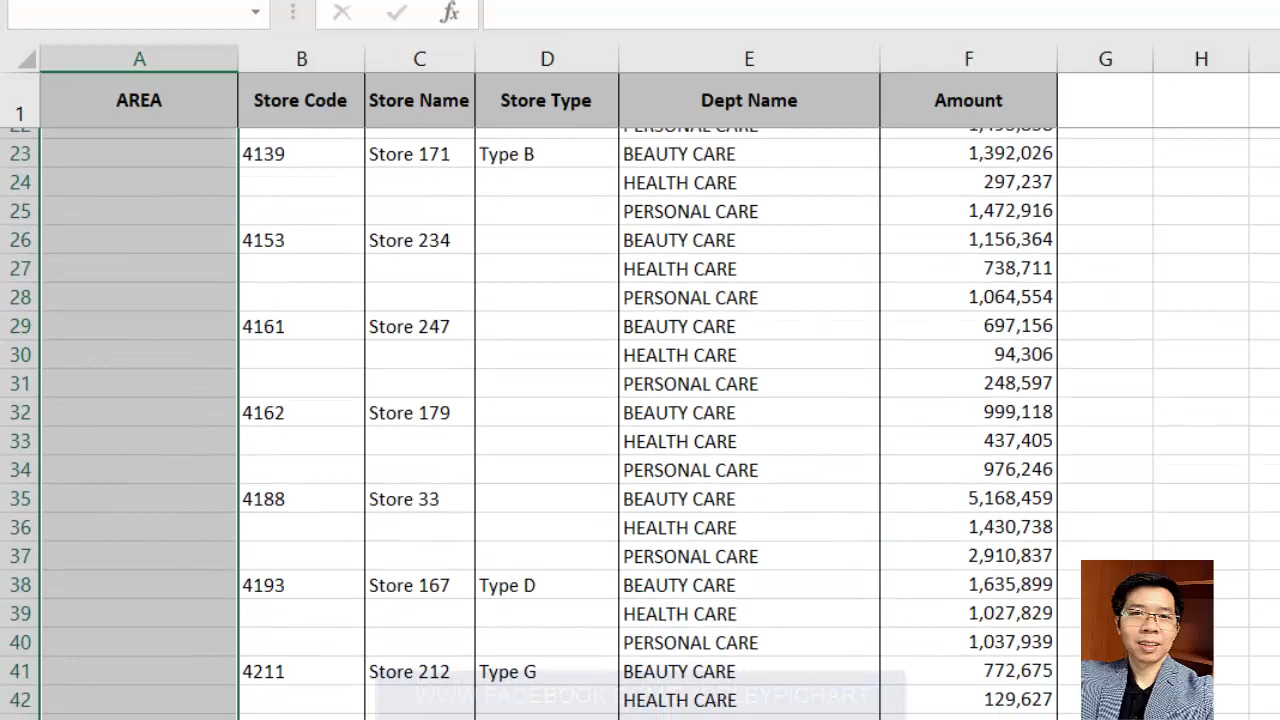 fx
A B C D E F G H
1 AREA Store Code Store Name Store Type Dept Name Amount
23 4139 Store 171 Type B BEAUTY CARE 1,392,026
24 HEALTH CARE 297,237
25 PERSONAL CARE 1,472,916
26 4153 Store 234 BEAUTY CARE 1,156,364
27 HEALTH CARE 738,711
28 PERSONAL CARE 1,064,554
29 4161 Store 247 BEAUTY CARE 697,156
30 HEALTH CARE 94,306
31 PERSONAL CARE 248,597
32 4162 Store 179 BEAUTY CARE 999,118
33 HEALTH CARE 437,405
34 PERSONAL CARE 976,246
35 4188 Store 33 BEAUTY CARE 5,168,459
36 HEALTH CARE 1,430,738
37 PERSONAL CARE 2,910,837
38 4193 Store 167 Type D BEAUTY CARE 1,635,899
39 HEALTH CARE 1,027,829
40 PERSONAL CARE 1,037,939
41 4211 Store 212 Type G BEAUTY CARE 772,675
42 HEALTH CARE 129,627